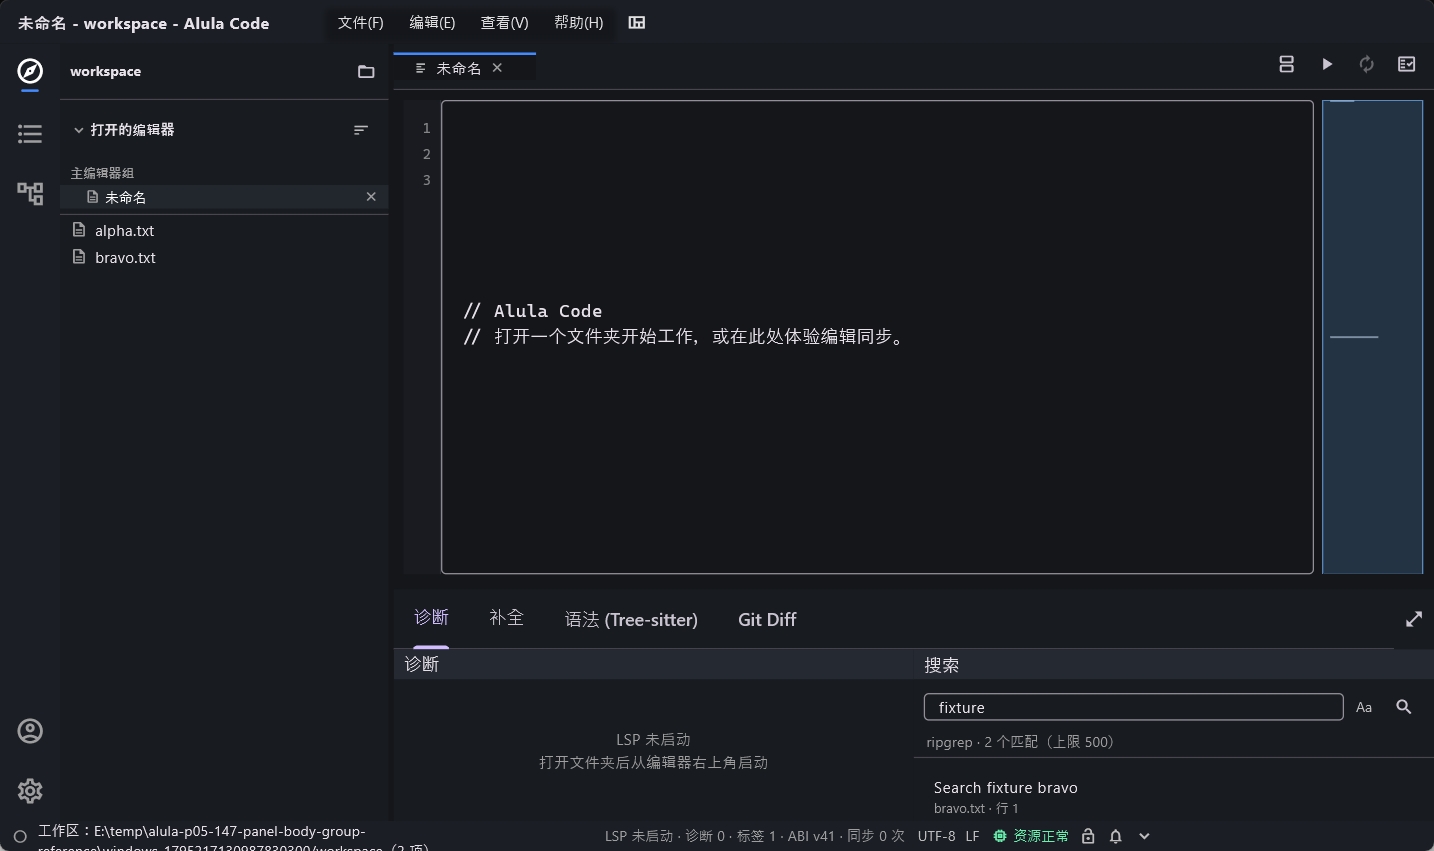 未命名 - workspace - Alula Code
文件(F) 编辑(E) 查看(V) 帮助(H)
workspace
未命名
打开的编辑器
主编辑器组
未命名
alpha.txt
bravo.txt
1
2
3
// Alula Code
// 打开一个文件夹开始工作，或在此处体验编辑同步。
诊断 补全 语法 (Tree-sitter) Git Diff
诊断
搜索
fixture
Aa
ripgrep · 2 个匹配（上限 500）
LSP 未启动
打开文件夹后从编辑器右上角启动
Search fixture bravo
bravo.txt · 行 1
工作区：E:\temp\alula-p05-147-panel-body-group-
LSP 未启动 · 诊断 0 · 标签 1 · ABI v41 · 同步 0 次 UTF-8 LF 资源正常